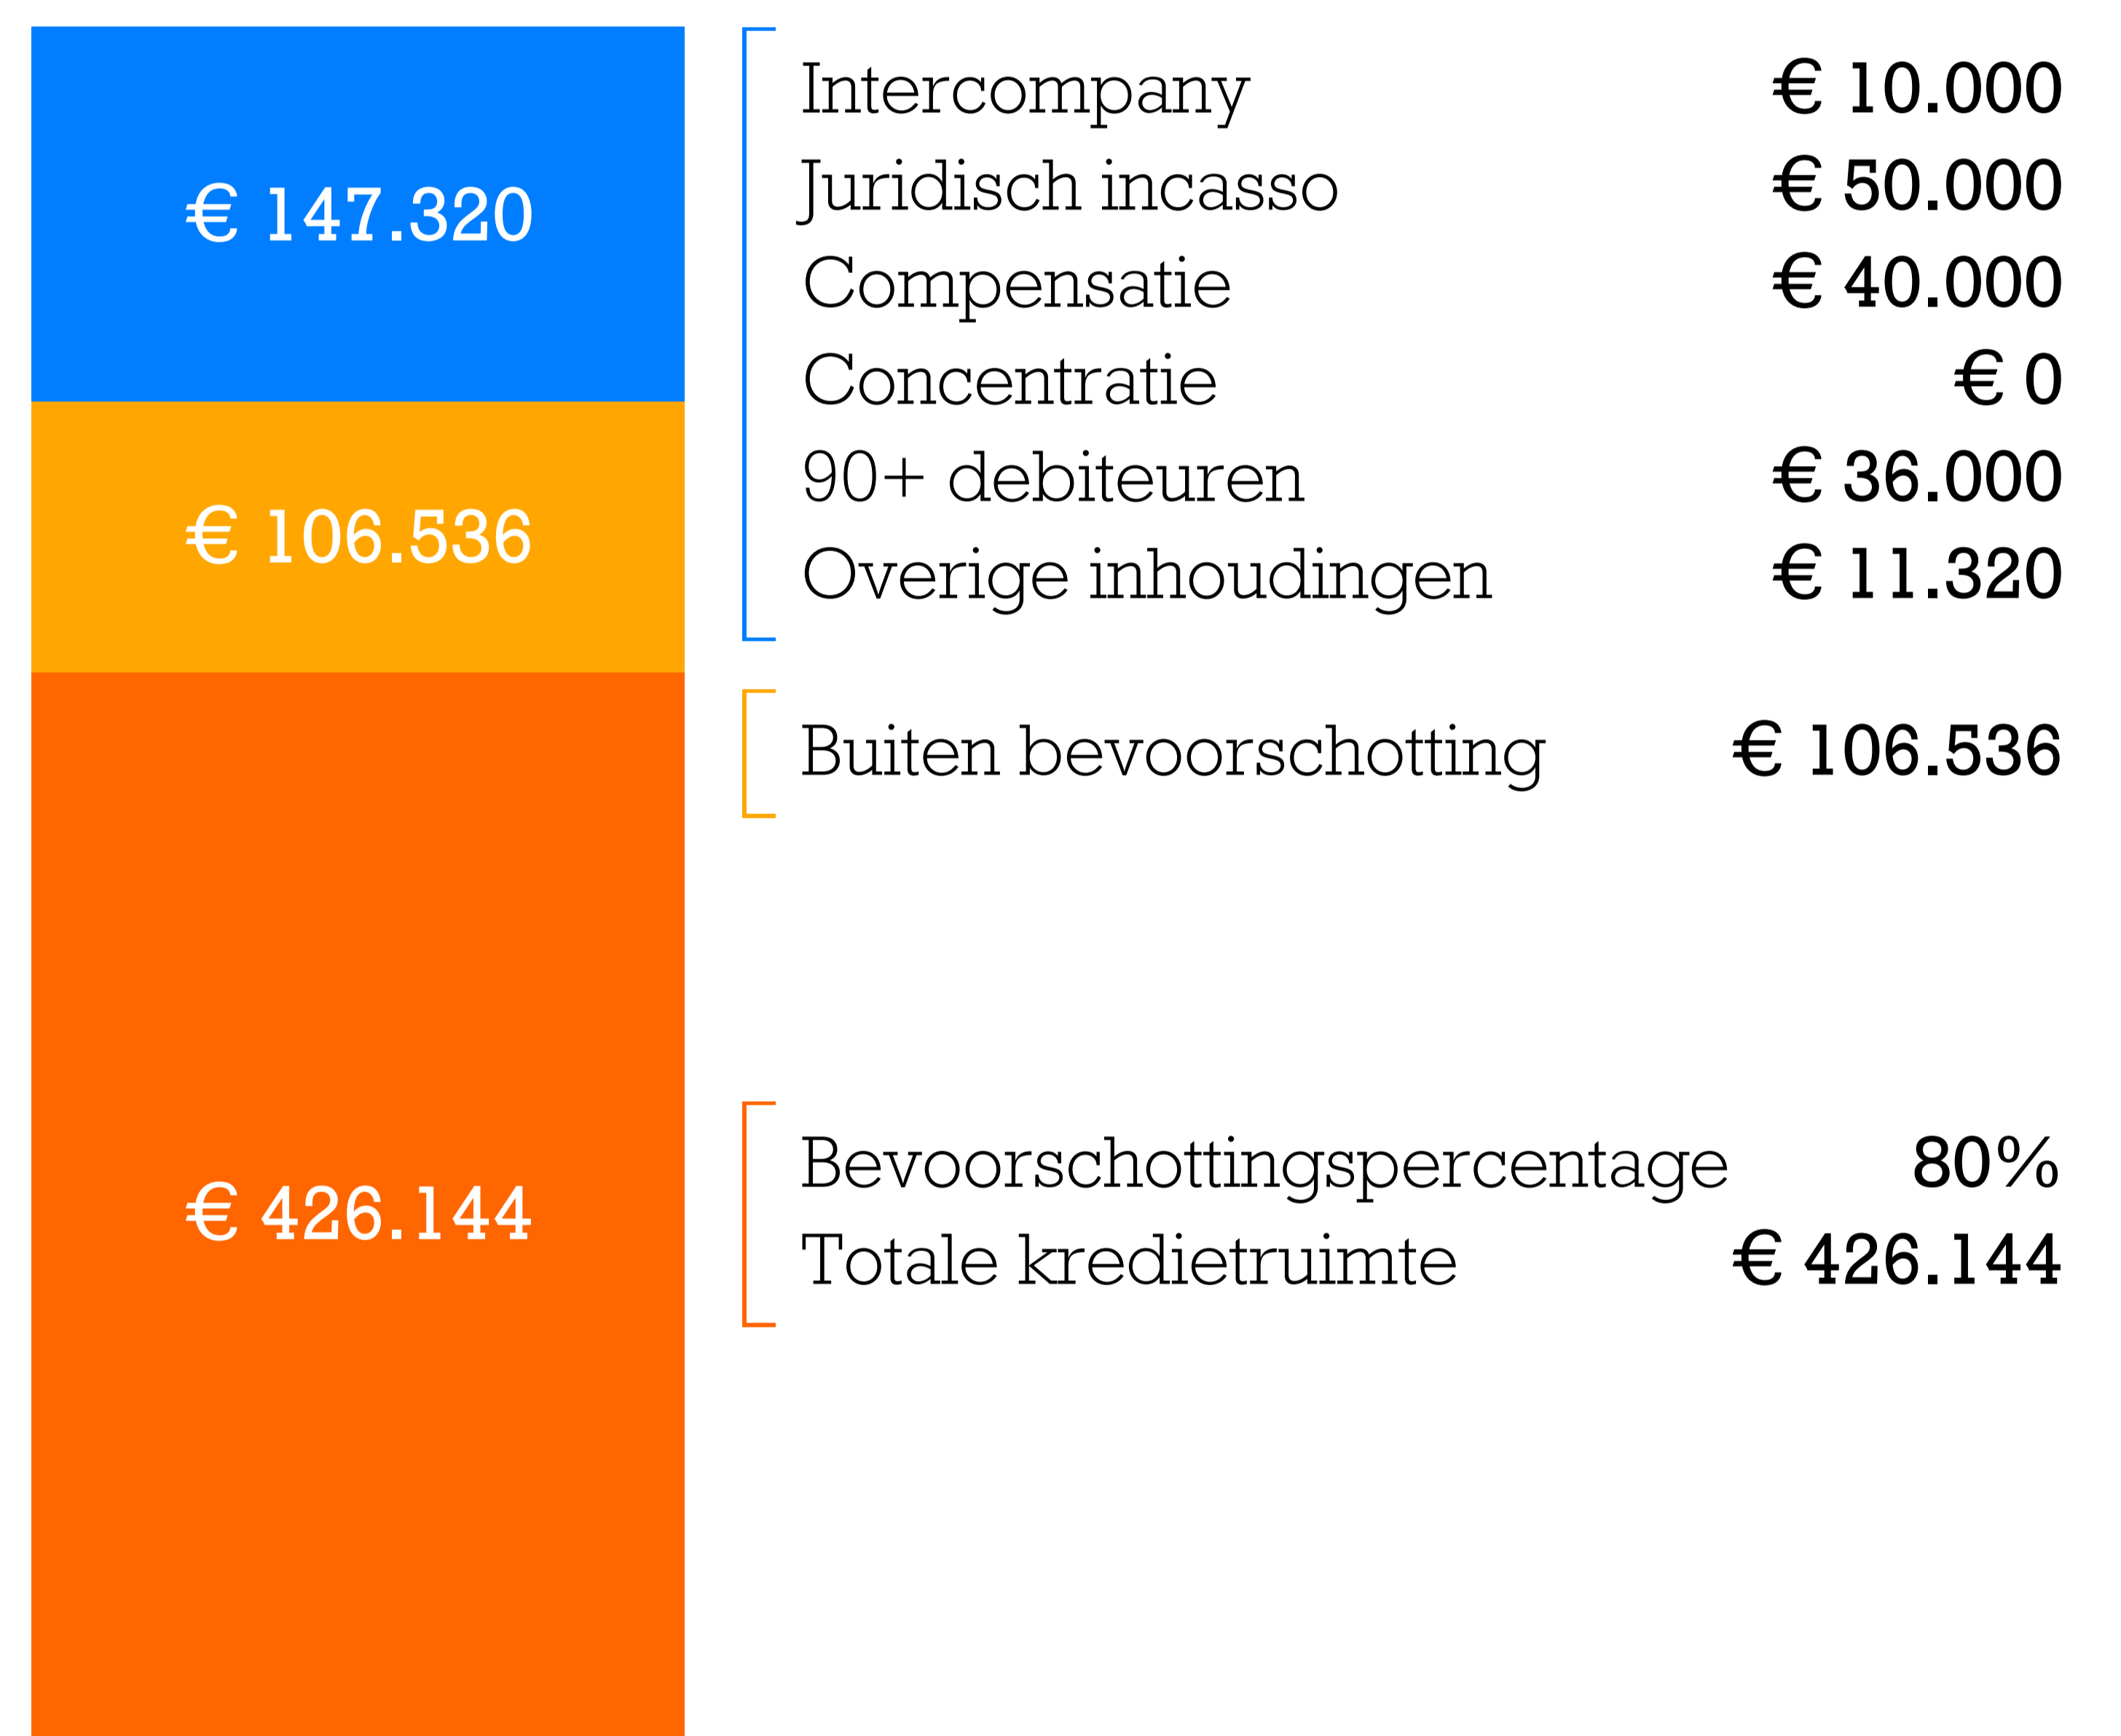 € 147.320
€ 106.536
€ 426.144
Intercompany € 10.000
Juridisch incasso € 50.000
Compensatie € 40.000
Concentratie € 0
90+ debiteuren € 36.000
Overige inhoudingen € 11.320
Buiten bevoorschotting € 106.536
Bevoorschottingspercentage 80%
Totale kredietruimte € 426.144